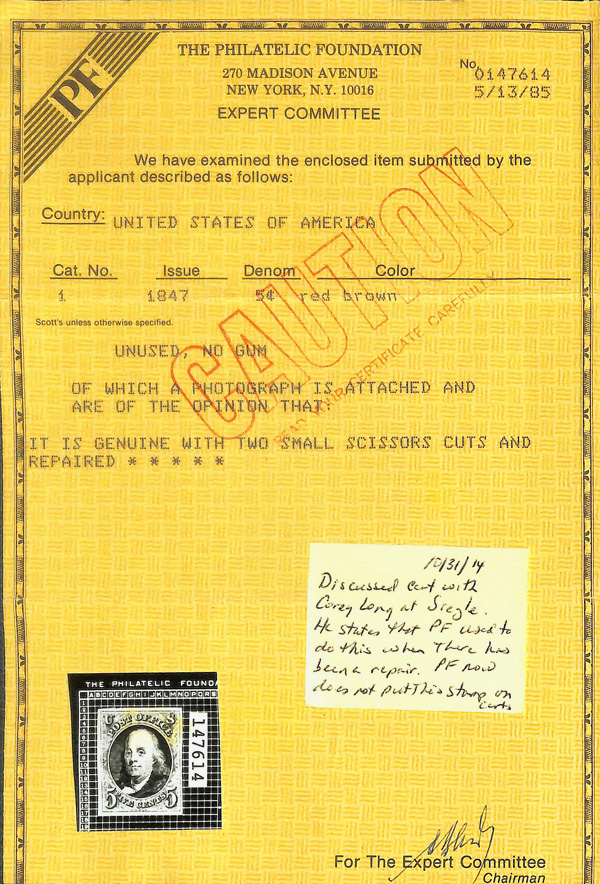 PF
THE PHILATELIC FOUNDATION
270 MADISON AVENUE
NEW YORK, N.Y. 10016
EXPERT COMMITTEE
No. 0147614
5/13/85
We have examined the enclosed item submitted by the
applicant described as follows:
Country: UNITED STATES OF AMERICA
Cat. No. Issue Denom Color
1 1847 5¢ red brown
Scott's unless otherwise specified.
CAUTION
READ YOUR CERTIFICATE CAREFULLY
UNUSED, NO GUM
OF WHICH A PHOTOGRAPH IS ATTACHED AND
ARE OF THE OPINION THAT:
IT IS GENUINE WITH TWO SMALL SCISSORS CUTS AND
REPAIRED * * * * *
10/31/14
Discussed cert with
Corey Long at Siegle.
He states that PF used to
do this when there has
been a repair. PF now
does not put this stamp on
certs
THE PHILATELIC FOUNDA
ABCDEFGHIJKLMNOPQRS
U S
POST OFFICE
FIVE CENTS
5 5
147614
For The Expert Committee
Chairman